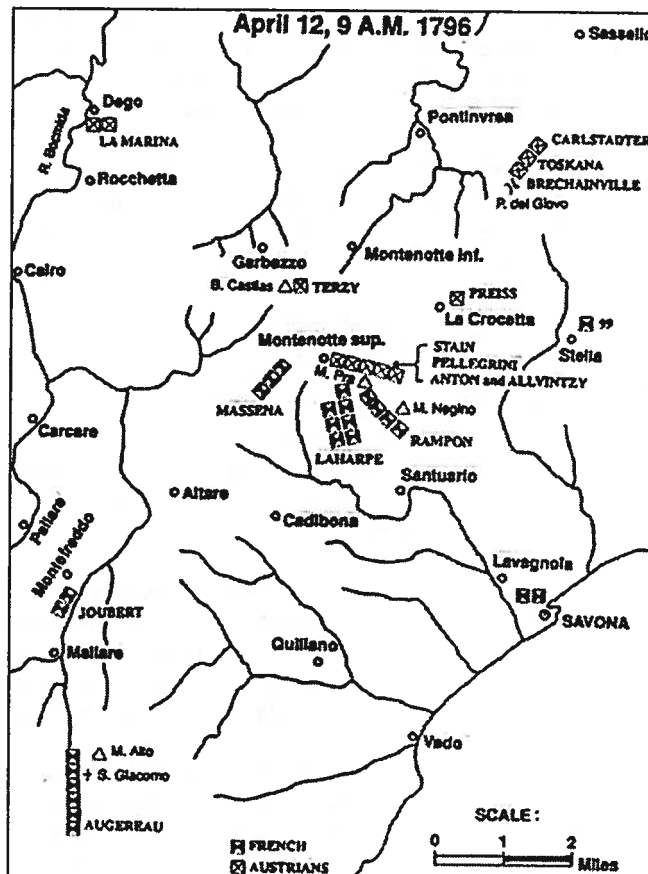 April 12, 9 A.M. 1796
Sassello
Dego
LA MARINA
R. Bormida
Rocchetta
Pontinvrea
CARLSTADTER
TOSKANA
BRECHAINVILLE
P. del Giovo
Cairo
Garbazzo
Montenotte inf.
B. Castlas
TERZY
PREISS
La Crocetta
99
Stella
Montenotte sup.
STAIN
PELLEGRINI
ANTON and ALLVINTZY
M. Pra
MASSENA
M. Negino
RAMPON
LAHARPE
Carcare
Santuario
Altare
Cadibona
Pallare
Montefreddo
JOUBERT
Lavagnola
SAVONA
Mallare
Quiliano
Vado
M. Alto
S. Giacomo
AUGEREAU
SCALE:
0 1 2
Miles
FRENCH
AUSTRIANS